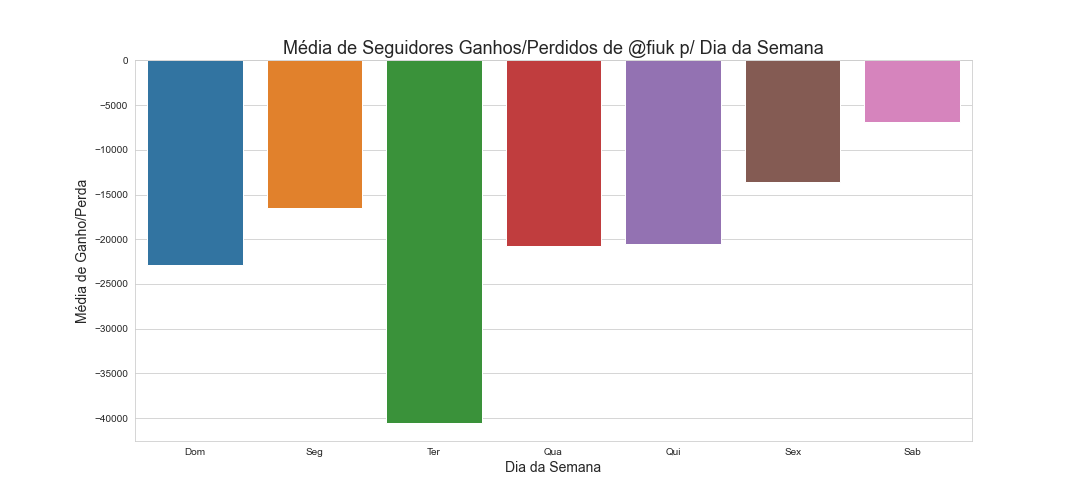 Média de Seguidores Ganhos/Perdidos de @fiuk p/ Dia da Semana
Média de Ganho/Perda
0
−5000
−10000
−15000
−20000
−25000
−30000
−35000
−40000
Dom Seg Ter Qua Qui Sex Sab
Dia da Semana